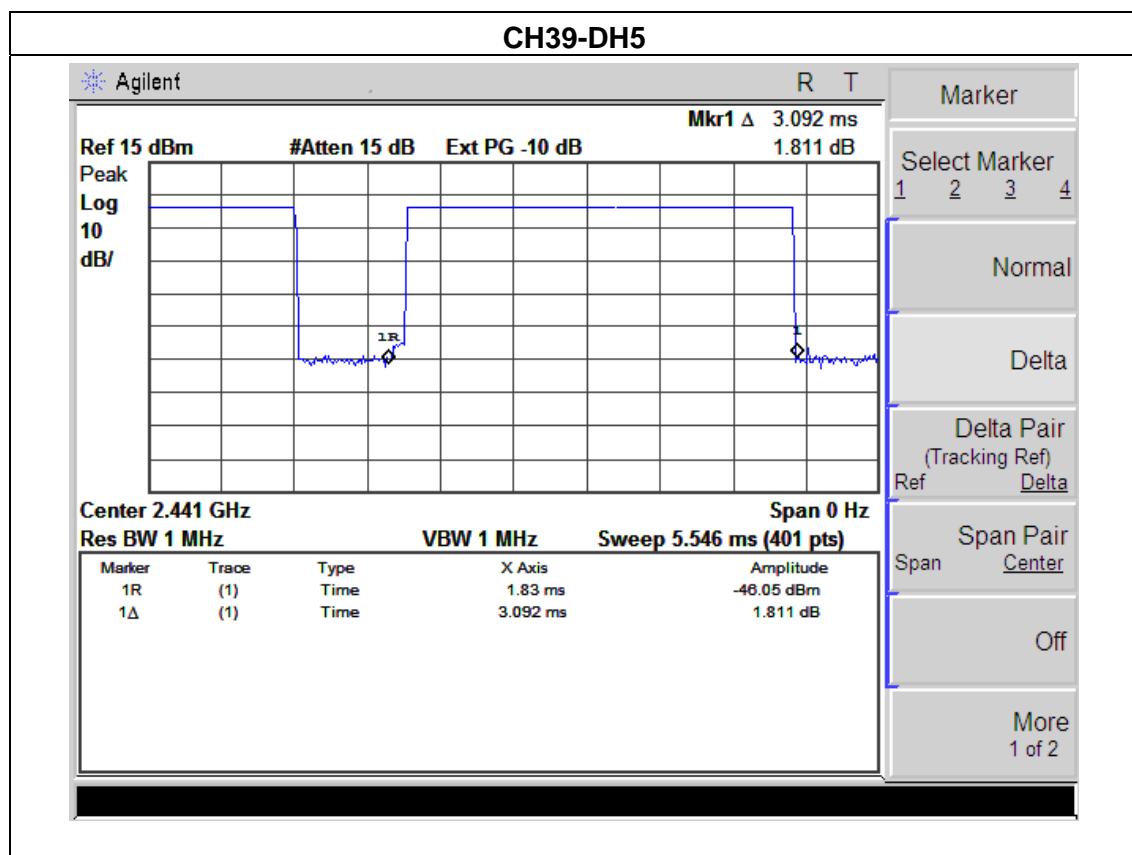 CH39-DH5
Agilent R T
Mkr1 Δ 3.092 ms
Ref 15 dBm #Atten 15 dB Ext PG -10 dB 1.811 dB
Peak
Log
10
dB/
1R
1
Center 2.441 GHz Span 0 Hz
Res BW 1 MHz VBW 1 MHz Sweep 5.546 ms (401 pts)
Marker Trace Type X Axis Amplitude
1R (1) Time 1.83 ms -46.05 dBm
1Δ (1) Time 3.092 ms 1.811 dB
Marker
Select Marker
1 2 3 4
Normal
Delta
Delta Pair
(Tracking Ref)
Ref Delta
Span Pair
Span Center
Off
More
1 of 2